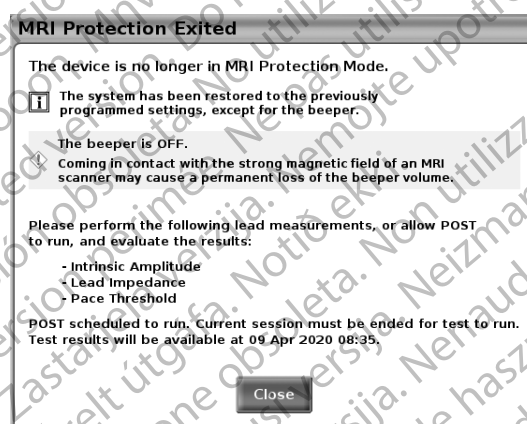 MRI Protection Exited
The device is no longer in MRI Protection Mode.
The system has been restored to the previously
programmed settings, except for the beeper.
The beeper is OFF.
Coming in contact with the strong magnetic field of an MRI
scanner may cause a permanent loss of the beeper volume.
Please perform the following lead measurements, or allow POST
to run, and evaluate the results:
- Intrinsic Amplitude
- Lead Impedance
- Pace Threshold
POST scheduled to run. Current session must be ended for test to run.
Test results will be available at 09 Apr 2020 08:35.
Close